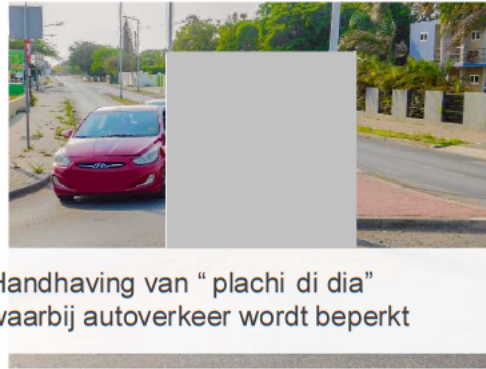 Handhaving van “ plachi di dia”
waarbij autoverkeer wordt beperkt